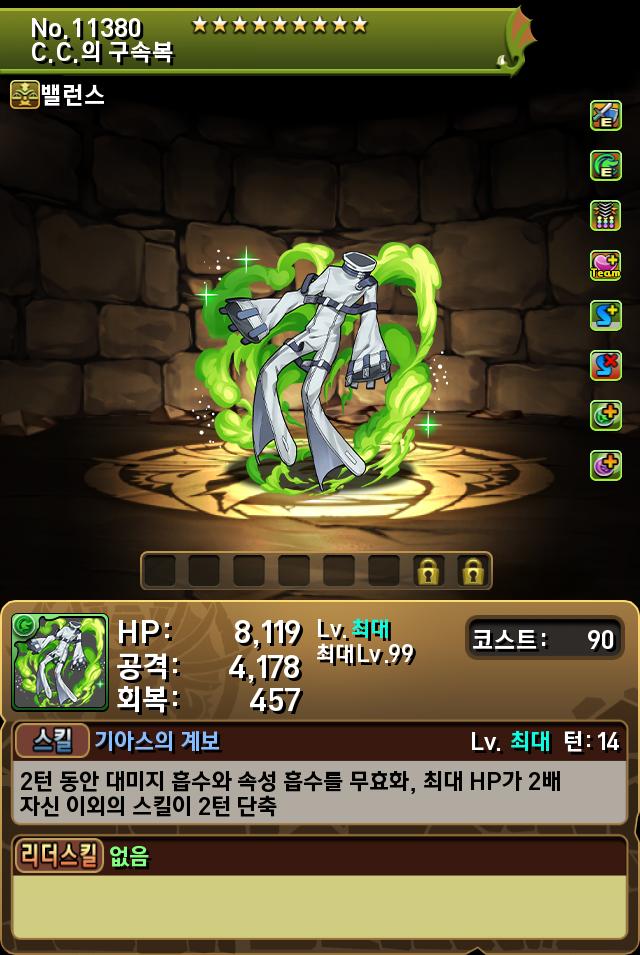 No.11380 ★★★★★★★★★
C.C.의 구속복
밸런스
E
E
Team
HP: 8,119 Lv.최대
공격: 4,178 최대Lv.99
회복: 457
코스트: 90
스킬 기아스의 계보 Lv. 최대 턴:14
2턴 동안 대미지 흡수와 속성 흡수를 무효화, 최대 HP가 2배
자신 이외의 스킬이 2턴 단축
리더스킬 없음